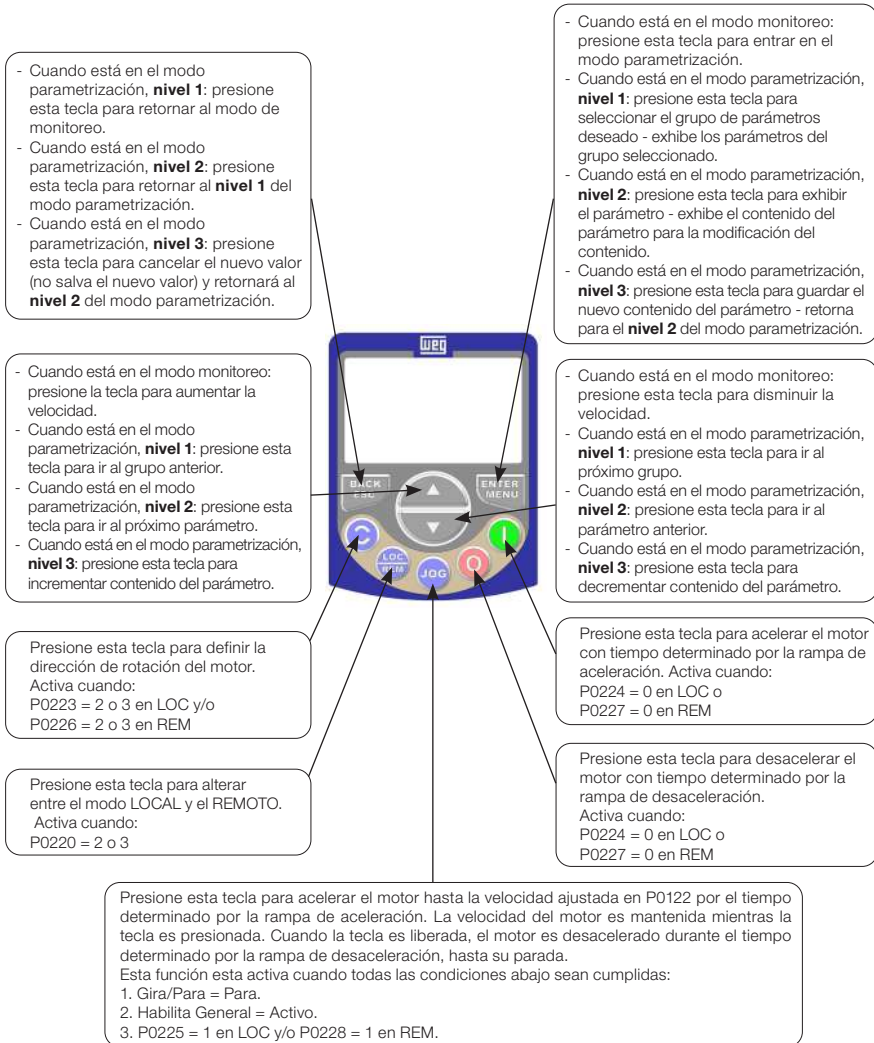 - Cuando está en el modo
parametrización, nivel 1: presione
esta tecla para retornar al modo de
monitoreo.
- Cuando está en el modo
parametrización, nivel 2: presione
esta tecla para retornar al nivel 1 del
modo parametrización.
- Cuando está en el modo
parametrización, nivel 3: presione
esta tecla para cancelar el nuevo valor
(no salva el nuevo valor) y retornará al
nivel 2 del modo parametrización.
- Cuando está en el modo monitoreo:
presione esta tecla para entrar en el
modo parametrización.
- Cuando está en el modo parametrización,
nivel 1: presione esta tecla para
seleccionar el grupo de parámetros
deseado - exhibe los parámetros del
grupo seleccionado.
- Cuando está en el modo parametrización,
nivel 2: presione esta tecla para exhibir
el parámetro - exhibe el contenido del
parámetro para la modificación del
contenido.
- Cuando está en el modo parametrización,
nivel 3: presione esta tecla para guardar el
nuevo contenido del parámetro - retorna
para el nivel 2 del modo parametrización.
weg
- Cuando está en el modo monitoreo:
presione la tecla para aumentar la
velocidad.
- Cuando está en el modo
parametrización, nivel 1: presione esta
tecla para ir al grupo anterior.
- Cuando está en el modo
parametrización, nivel 2: presione esta
tecla para ir al próximo parámetro.
- Cuando está en el modo parametrización,
nivel 3: presione esta tecla para
incrementar contenido del parámetro.
BACK
ESC
ENTER
MENU
LOC
REM
JOG
- Cuando está en el modo monitoreo:
presione esta tecla para disminuir la
velocidad.
- Cuando está en el modo parametrización,
nivel 1: presione esta tecla para ir al
próximo grupo.
- Cuando está en el modo parametrización,
nivel 2: presione esta tecla para ir al
parámetro anterior.
- Cuando está en el modo parametrización,
nivel 3: presione esta tecla para
decrementar contenido del parámetro.
Presione esta tecla para definir la
dirección de rotación del motor.
Activa cuando:
P0223 = 2 o 3 en LOC y/o
P0226 = 2 o 3 en REM
Presione esta tecla para acelerar el motor
con tiempo determinado por la rampa de
aceleración. Activa cuando:
P0224 = 0 en LOC o
P0227 = 0 en REM
Presione esta tecla para alterar
entre el modo LOCAL y el REMOTO.
Activa cuando:
P0220 = 2 o 3
Presione esta tecla para desacelerar el
motor con tiempo determinado por la
rampa de desaceleración.
Activa cuando:
P0224 = 0 en LOC o
P0227 = 0 en REM
Presione esta tecla para acelerar el motor hasta la velocidad ajustada en P0122 por el tiempo
determinado por la rampa de aceleración. La velocidad del motor es mantenida mientras la
tecla es presionada. Cuando la tecla es liberada, el motor es desacelerado durante el tiempo
determinado por la rampa de desaceleración, hasta su parada.
Esta función esta activa cuando todas las condiciones abajo sean cumplidas:
1. Gira/Para = Para.
2. Habilita General = Activo.
3. P0225 = 1 en LOC y/o P0228 = 1 en REM.